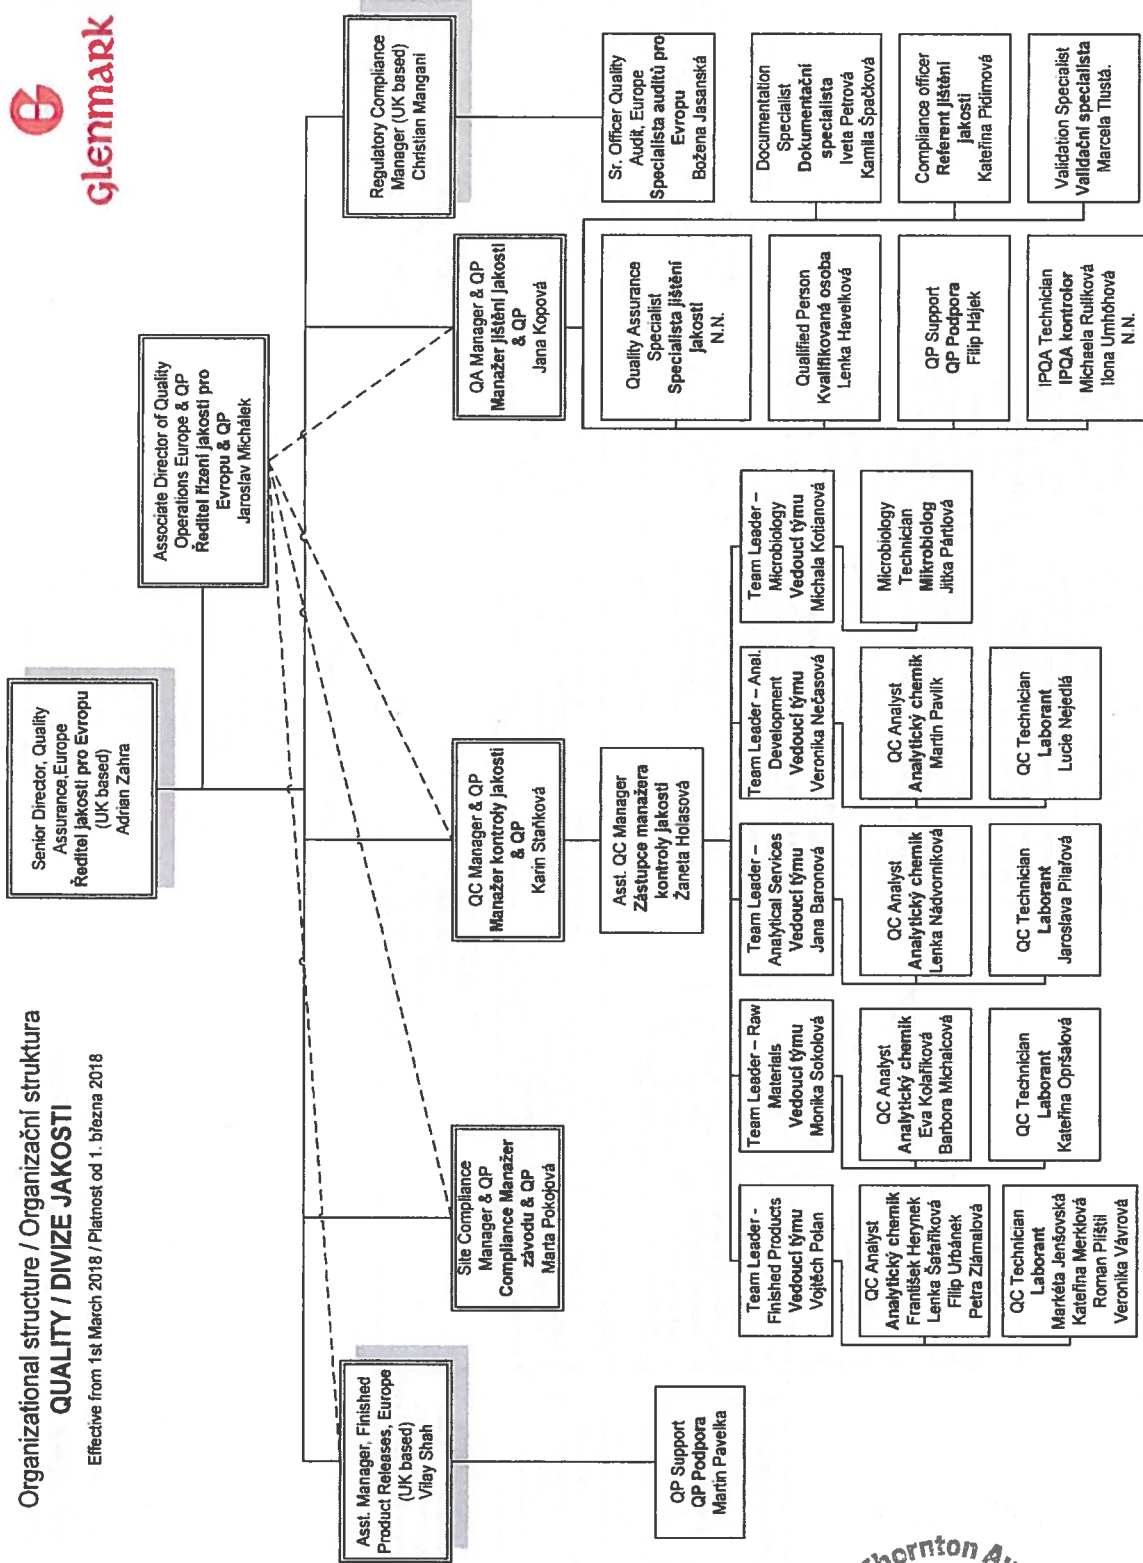 Organizational structure / Organizační struktura
QUALITY / DIVIZE JAKOSTI
Effective from 1st March 2018 / Platnost od 1. března 2018
Glenmark
Senior Director, Quality
Assurance,Europe
Ředitel jakosti pro Evropu
(UK based)
Adrian Zahra
Associate Director of Quality
Operations Europe & QP
Ředitel řízení jakosti pro
Evropu & QP
Jaroslav Michálek
Asst. Manager, Finished
Product Releases, Europe
(UK based)
Vilay Shah
Site Compliance
Manager & QP
Compliance Manažer
závodu & QP
Marta Pokojová
QC Manager & QP
Manažer kontroly jakosti
& QP
Karin Staňková
QA Manager & QP
Manažer jištění jakosti
& QP
Jana Kopová
Regulatory Compliance
Manager (UK based)
Christian Mangani
QP Support
QP Podpora
Martin Pavelka
Asst. QC Manager
Zástupce manažera
kontroly jakosti
Žaneta Holasová
Team Leader -
Finished Products
Vedoucí týmu
Vojtěch Polan
QC Analyst
Analytický chemik
František Herynek
Lenka Šafaříková
Filip Urbánek
Petra Zlámalová
QC Technician
Laborant
Markéta Jenšovská
Kateřina Merklová
Roman Plíštil
Veronika Vávrová
Team Leader – Raw
Materials
Vedoucí týmu
Monika Sokolová
QC Analyst
Analytický chemik
Eva Kolaříková
Barbora Michalcová
QC Technician
Laborant
Kateřina Opršalová
Team Leader –
Analytical Services
Vedoucí týmu
Jana Baronová
QC Analyst
Analytický chemik
Lenka Nádvorníková
QC Technician
Laborant
Jaroslava Pilařová
Team Leader – Anal.
Development
Vedoucí týmu
Veronika Nečasová
QC Analyst
Analytický chemik
Martin Pavlík
QC Technician
Laborant
Lucie Nejedlá
Team Leader –
Microbiology
Vedoucí týmu
Michala Kotianová
Microbiology
Technician
Mikrobiolog
Jitka Pártlová
Quality Assurance
Specialist
Specialista jištění
jakosti
N.N.
Qualified Person
Kvalifikovaná osoba
Lenka Havelková
QP Support
QP Podpora
Filip Hájek
IPQA Technician
IPQA kontrolor
Michaela Rulíková
Ilona Umhöhová
N.N.
Sr. Officer Quality
Audit, Europe
Specialista auditů pro
Evropu
Božena Jasanská
Documentation
Specialist
Dokumentační
specialista
Iveta Petrová
Kamila Špačková
Compliance officer
Referent jištění
jakosti
Kateřina Pidimová
Validation Specialist
Validační specialista
Marcela Tlustá.